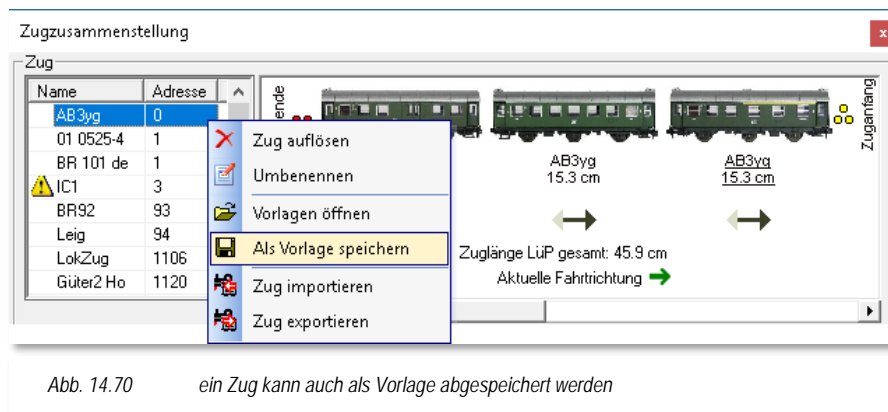 Zugzusammenstellung
Zug
Name Adresse
AB3yg 0
01 0525-4 1
BR 101 de 1
IC1 3
BR92 93
Leig 94
LokZug 1106
Güter2 Ho 1120
Zug auflösen
Umbenennen
Vorlagen öffnen
Als Vorlage speichern
Zug importieren
Zug exportieren
ende
Zuganfang
AB3yg
15.3 cm
AB3yg
15.3 cm
Zuglänge LüP gesamt: 45.9 cm
Aktuelle Fahrtrichtung
Abb. 14.70 ein Zug kann auch als Vorlage abgespeichert werden